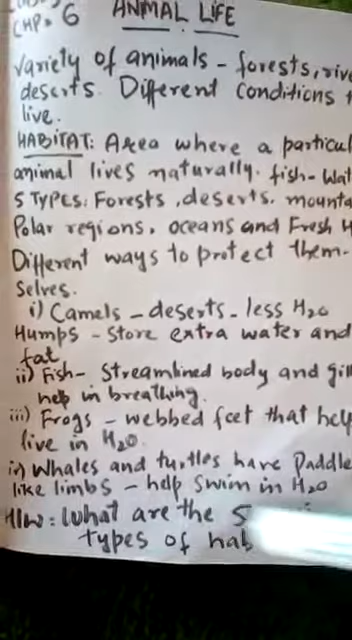 CHP. 6 ANIMAL LIFE
Variety of animals - forests, rive
deserts. Different conditions t
live.
HABITAT: Area where a particul
animal lives naturally. fish - Wat
5 TYPES: Forests, deserts. mounta
Polar regions, oceans and Fresh H
Different ways to protect them-
selves.
i) Camels - deserts - less H2O
Humps - Store extra water and
fat
ii) Fish - Streamlined body and gill
help in breathing.
iii) Frogs - webbed feet that help
live in H2O.
iv) Whales and turtles have Paddle
like limbs - help swim in H2O
H/W: What are the 5
types of hab